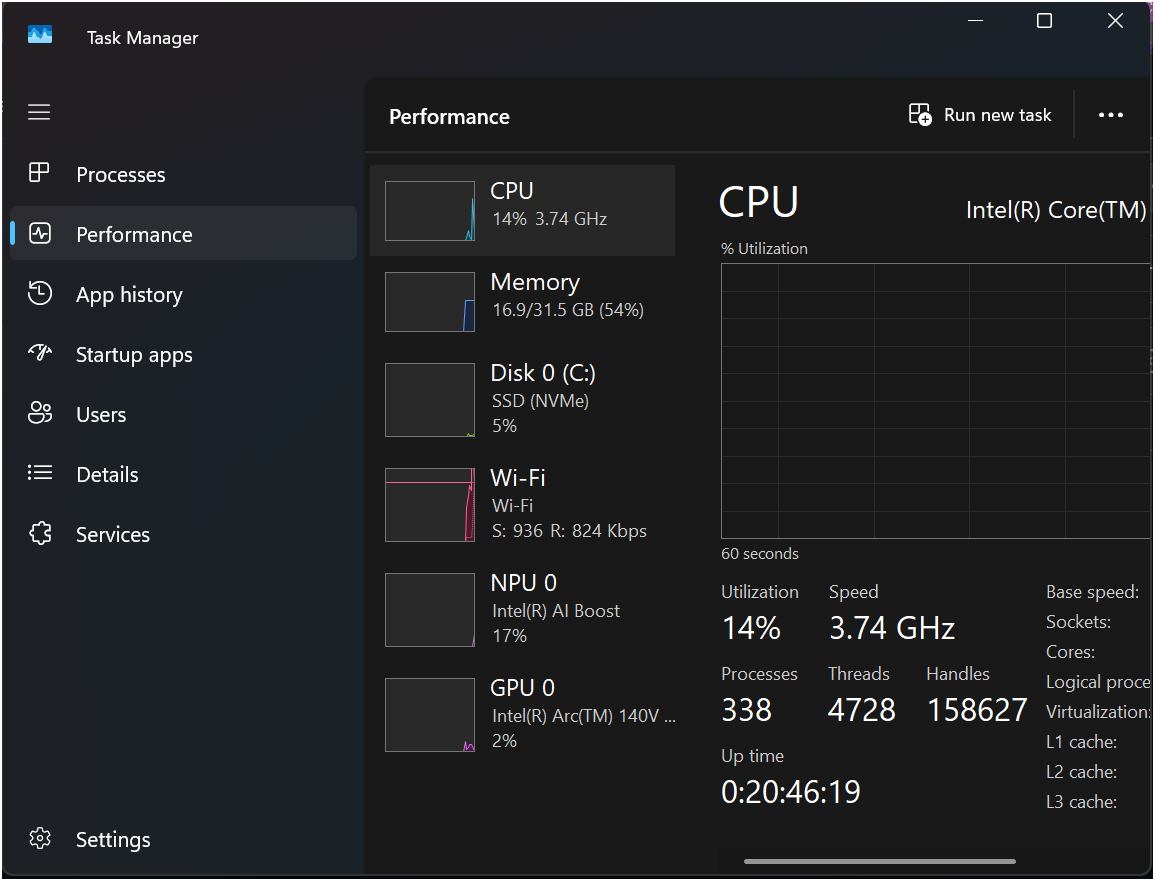 Task Manager
Performance
Run new task
Processes
Performance
App history
Startup apps
Users
Details
Services
Settings
CPU
14% 3.74 GHz
Memory
16.9/31.5 GB (54%)
Disk 0 (C:)
SSD (NVMe)
5%
Wi-Fi
Wi-Fi
S: 936 R: 824 Kbps
NPU 0
Intel(R) AI Boost
17%
GPU 0
Intel(R) Arc(TM) 140V ...
2%
CPU
Intel(R) Core(TM)
% Utilization
60 seconds
Utilization Speed
14% 3.74 GHz
Processes Threads Handles
338 4728 158627
Up time
0:20:46:19
Base speed:
Sockets:
Cores:
Logical proce
Virtualization:
L1 cache:
L2 cache:
L3 cache: